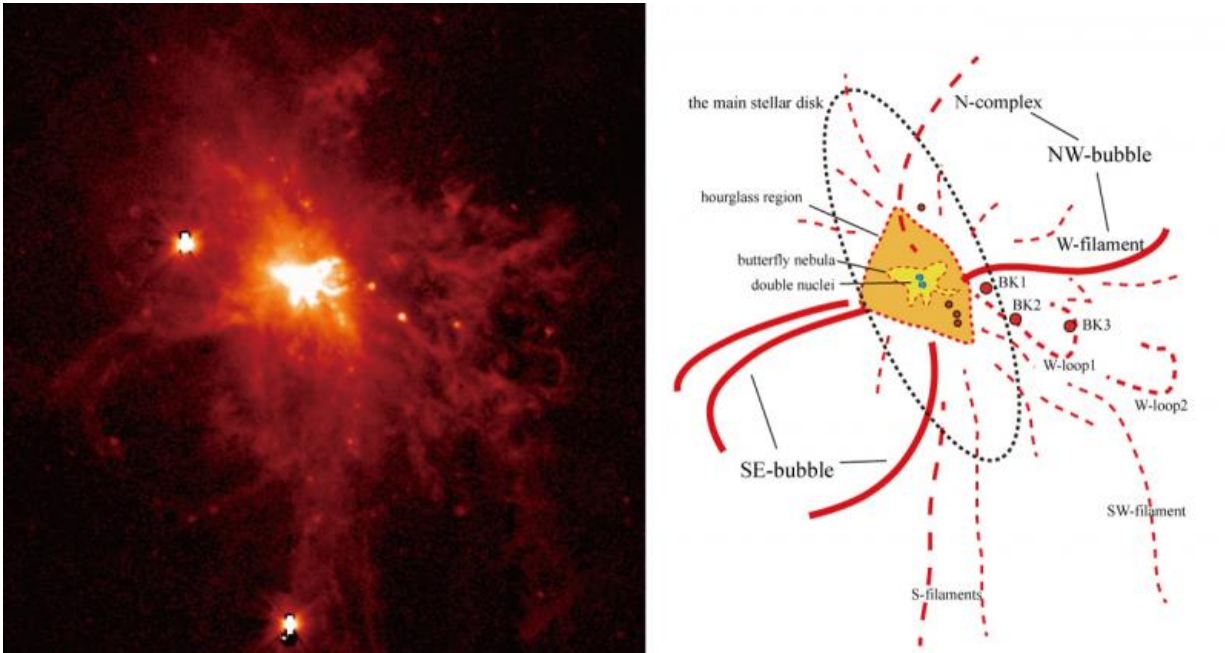 the main stellar disk
N-complex
NW-bubble
hourglass region
W-filament
butterfly nebula
double nuclei
BK1
BK2
BK3
W-loop1
W-loop2
SE-bubble
SW-filament
S-filaments